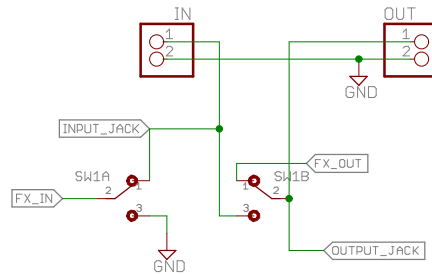 IN
OUT
1
1
2
2
GND
INPUT_JACK
FX_OUT
SW1A
SW1B
1
1
FX_IN
2
2
3
3
OUTPUT_JACK
GND